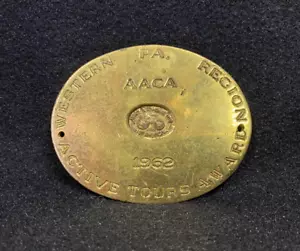 WESTERN PA. REGION
AACA
1962
ACTIVE TOURS AWARD